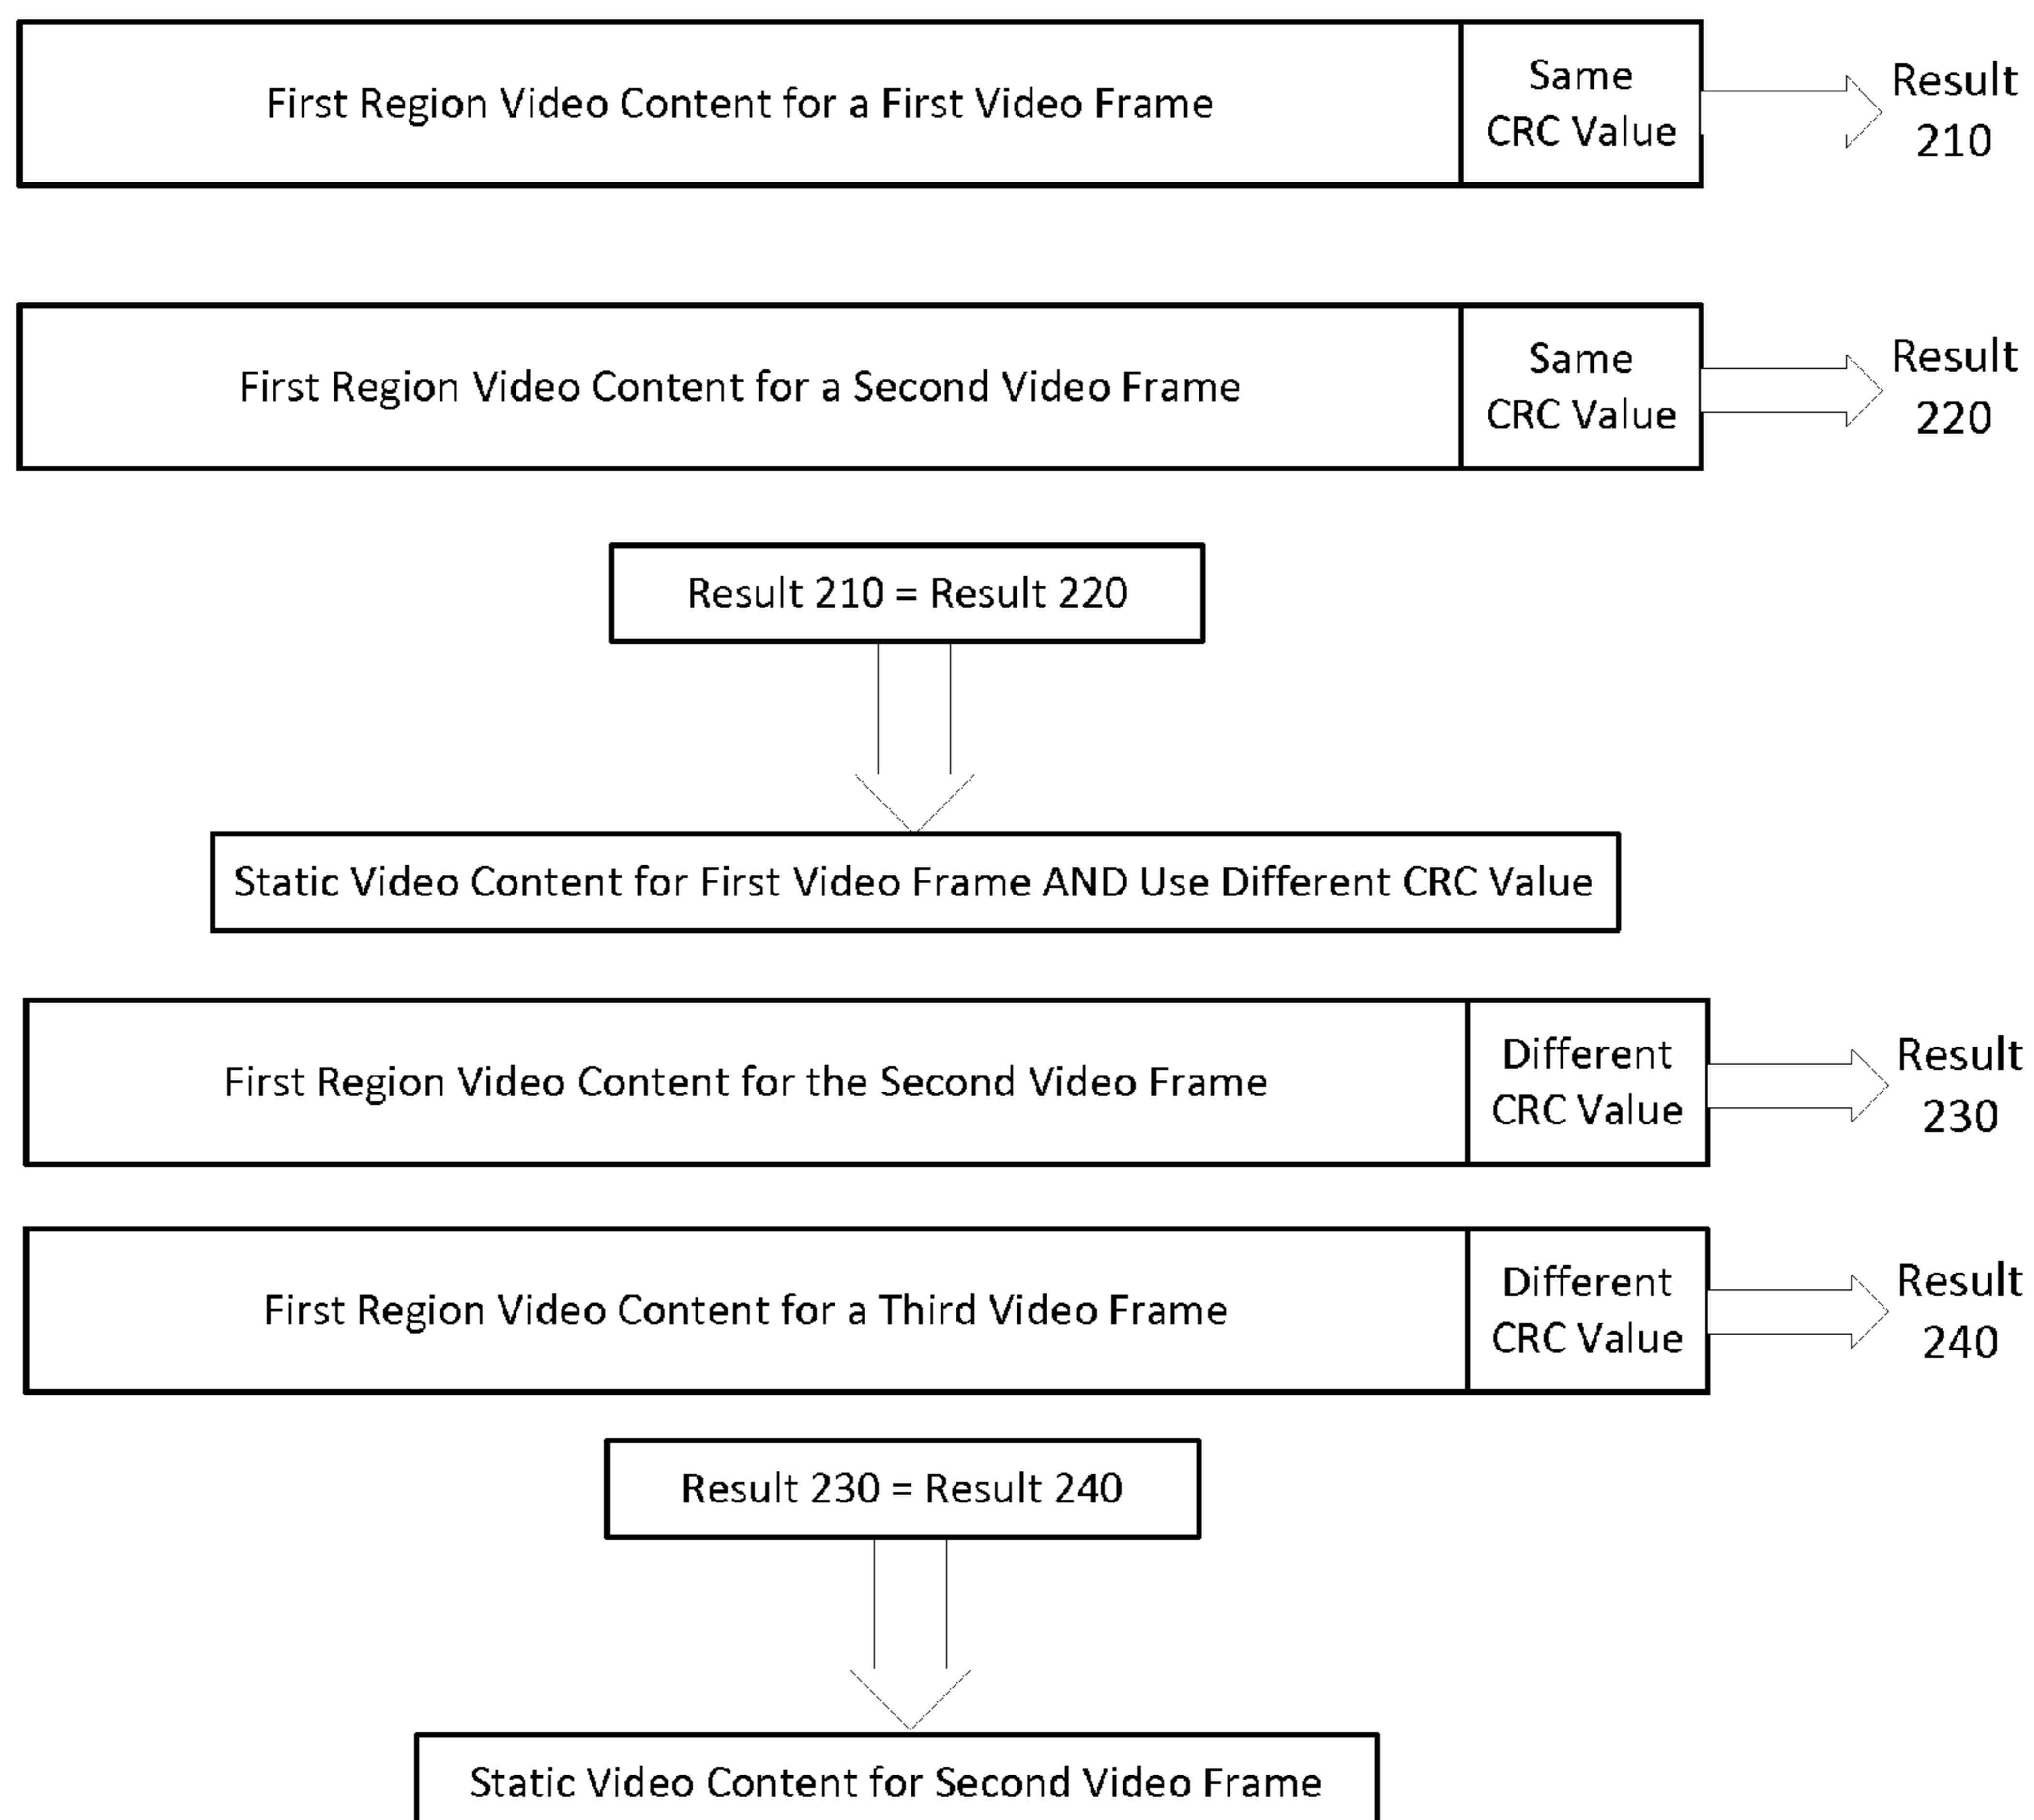 First Region Video Content for a First Video Frame
Same
CRC Value
Result
210
First Region Video Content for a Second Video Frame
Same
CRC Value
Result
220
Result 210 = Result 220
Static Video Content for First Video Frame AND Use Different CRC Value
First Region Video Content for the Second Video Frame
Different
CRC Value
Result
230
First Region Video Content for a Third Video Frame
Different
CRC Value
Result
240
Result 230 = Result 240
Static Video Content for Second Video Frame